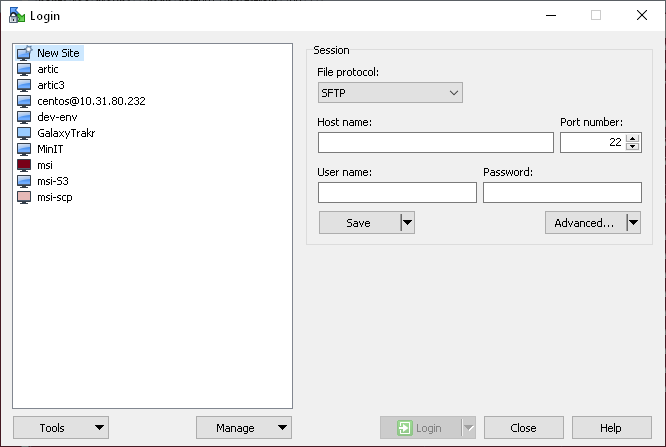 Login
New Site
artic
artic3
centos@10.31.80.232
dev-env
GalaxyTrakr
MinIT
msi
msi-S3
msi-scp
Session
File protocol:
SFTP
Host name:
Port number:
22
User name:
Password:
Save
Advanced...
Tools
Manage
Login
Close
Help